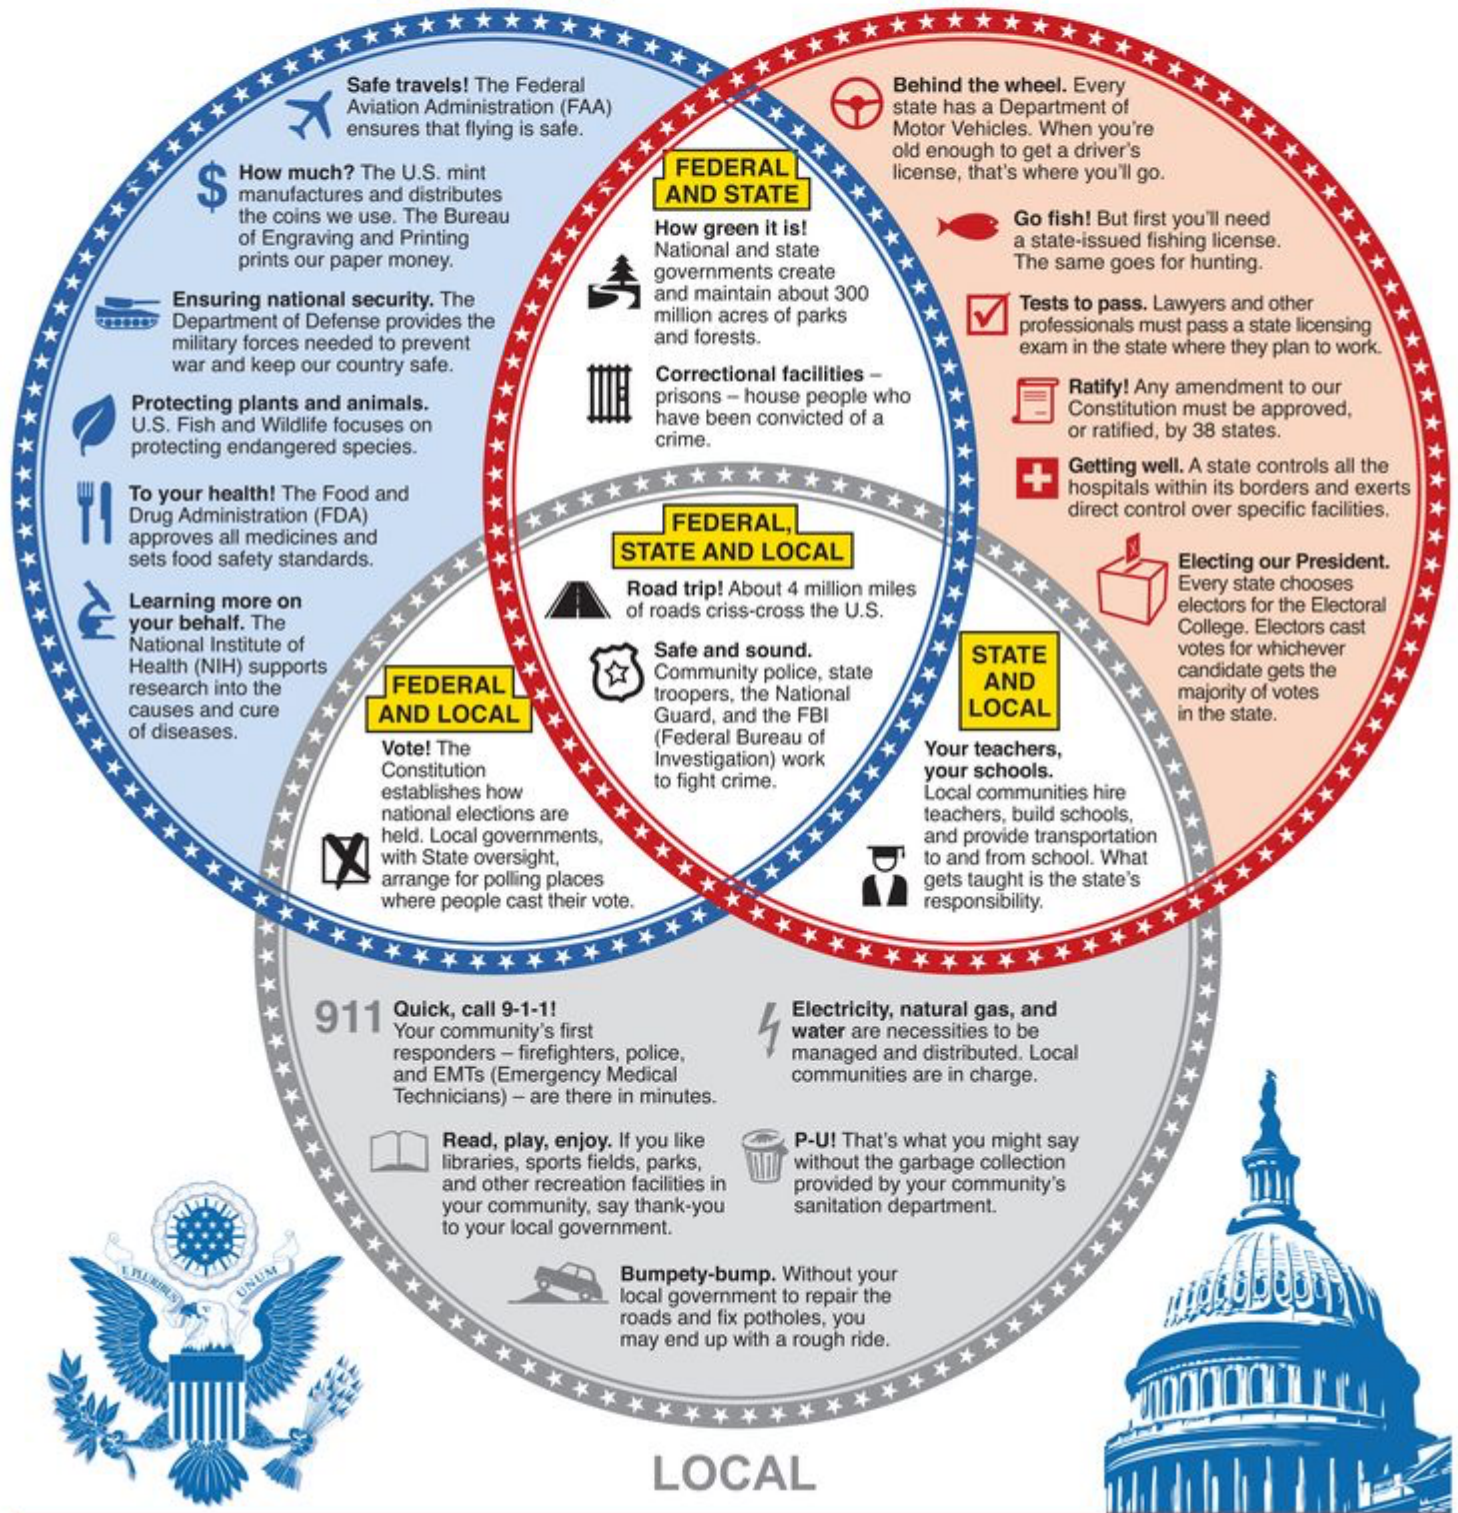 Safe travels! The Federal
Aviation Administration (FAA)
ensures that flying is safe.
$
How much? The U.S. mint
manufactures and distributes
the coins we use. The Bureau
of Engraving and Printing
prints our paper money.
Ensuring national security. The
Department of Defense provides the
military forces needed to prevent
war and keep our country safe.
Protecting plants and animals.
U.S. Fish and Wildlife focuses on
protecting endangered species.
To your health! The Food and
Drug Administration (FDA)
approves all medicines and
sets food safety standards.
Learning more on
your behalf. The
National Institute of
Health (NIH) supports
research into the
causes and cure
of diseases.
FEDERAL
AND STATE
How green it is!
National and state
governments create
and maintain about 300
million acres of parks
and forests.
Correctional facilities –
prisons – house people who
have been convicted of a
crime.
Behind the wheel. Every
state has a Department of
Motor Vehicles. When you're
old enough to get a driver's
license, that's where you'll go.
Go fish! But first you'll need
a state-issued fishing license.
The same goes for hunting.
Tests to pass. Lawyers and other
professionals must pass a state licensing
exam in the state where they plan to work.
Ratify! Any amendment to our
Constitution must be approved,
or ratified, by 38 states.
Getting well. A state controls all the
hospitals within its borders and exerts
direct control over specific facilities.
Electing our President.
Every state chooses
electors for the Electoral
College. Electors cast
votes for whichever
candidate gets the
majority of votes
in the state.
FEDERAL,
STATE AND LOCAL
Road trip! About 4 million miles
of roads criss-cross the U.S.
Safe and sound.
Community police, state
troopers, the National
Guard, and the FBI
(Federal Bureau of
Investigation) work
to fight crime.
FEDERAL
AND LOCAL
Vote! The
Constitution
establishes how
national elections are
held. Local governments,
with State oversight,
arrange for polling places
where people cast their vote.
STATE
AND
LOCAL
Your teachers,
your schools.
Local communities hire
teachers, build schools,
and provide transportation
to and from school. What
gets taught is the state's
responsibility.
911
Quick, call 9-1-1!
Your community's first
responders – firefighters, police,
and EMTs (Emergency Medical
Technicians) – are there in minutes.
Electricity, natural gas, and
water are necessities to be
managed and distributed. Local
communities are in charge.
Read, play, enjoy. If you like
libraries, sports fields, parks,
and other recreation facilities in
your community, say thank-you
to your local government.
P-U! That's what you might say
without the garbage collection
provided by your community's
sanitation department.
Bumpety-bump. Without your
local government to repair the
roads and fix potholes, you
may end up with a rough ride.
E PLURIBUS UNUM
LOCAL